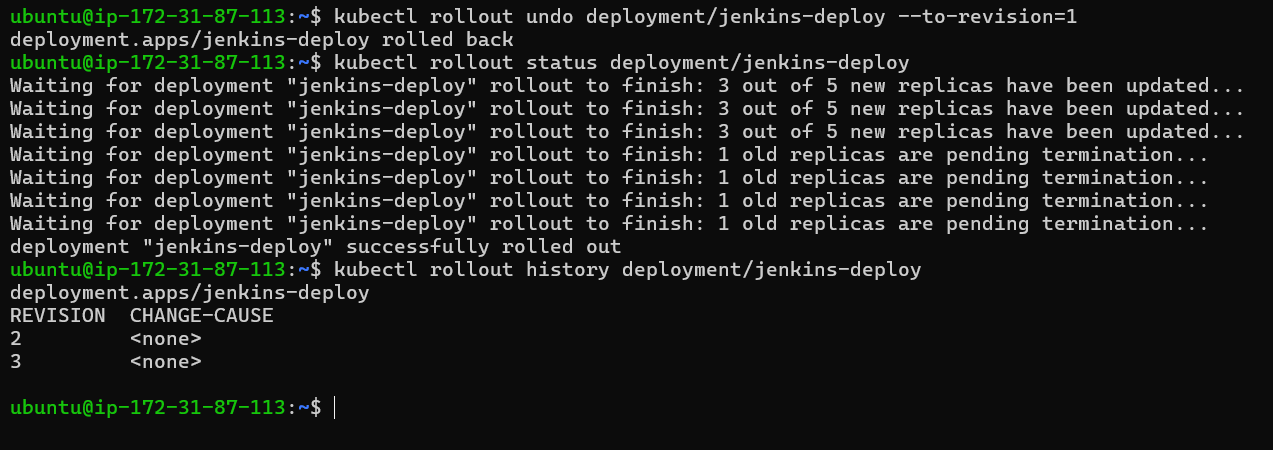 ubuntu@ip-172-31-87-113:~$ kubectl rollout undo deployment/jenkins-deploy --to-revision=1
deployment.apps/jenkins-deploy rolled back
ubuntu@ip-172-31-87-113:~$ kubectl rollout status deployment/jenkins-deploy
Waiting for deployment "jenkins-deploy" rollout to finish: 3 out of 5 new replicas have been updated...
Waiting for deployment "jenkins-deploy" rollout to finish: 3 out of 5 new replicas have been updated...
Waiting for deployment "jenkins-deploy" rollout to finish: 3 out of 5 new replicas have been updated...
Waiting for deployment "jenkins-deploy" rollout to finish: 1 old replicas are pending termination...
Waiting for deployment "jenkins-deploy" rollout to finish: 1 old replicas are pending termination...
Waiting for deployment "jenkins-deploy" rollout to finish: 1 old replicas are pending termination...
Waiting for deployment "jenkins-deploy" rollout to finish: 1 old replicas are pending termination...
deployment "jenkins-deploy" successfully rolled out
ubuntu@ip-172-31-87-113:~$ kubectl rollout history deployment/jenkins-deploy
deployment.apps/jenkins-deploy
REVISION  CHANGE-CAUSE
2         <none>
3         <none>
ubuntu@ip-172-31-87-113:~$